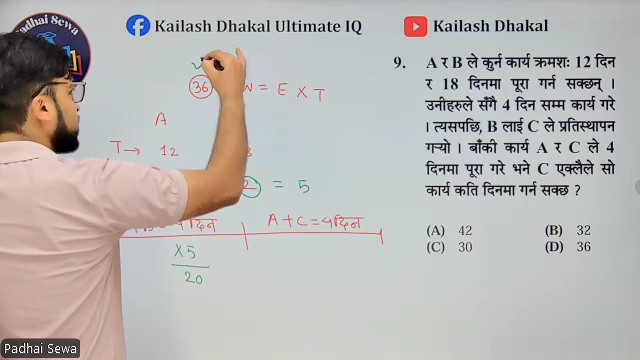 Padhai Sewa
Kailash Dhakal Ultimate IQ
Kailash Dhakal
36
W = E × T
A
T → 12
2 = 5
4 दिन
A + C = 4 दिन
× 5
20
9. A र B ले कुनै कार्य क्रमशः 12 दिन
र 18 दिनमा पूरा गर्न सक्छन् ।
उनीहरुले सँगै 4 दिन सम्म कार्य गरे
। त्यसपछि, B लाई C ले प्रतिस्थापन
गर्‍यो । बाँकी कार्य A र C ले 4
दिनमा पूरा गरे भने C एक्लैले सो
कार्य कति दिनमा गर्न सक्छ ?
(A) 42 (B) 32
(C) 30 (D) 36
Padhai Sewa